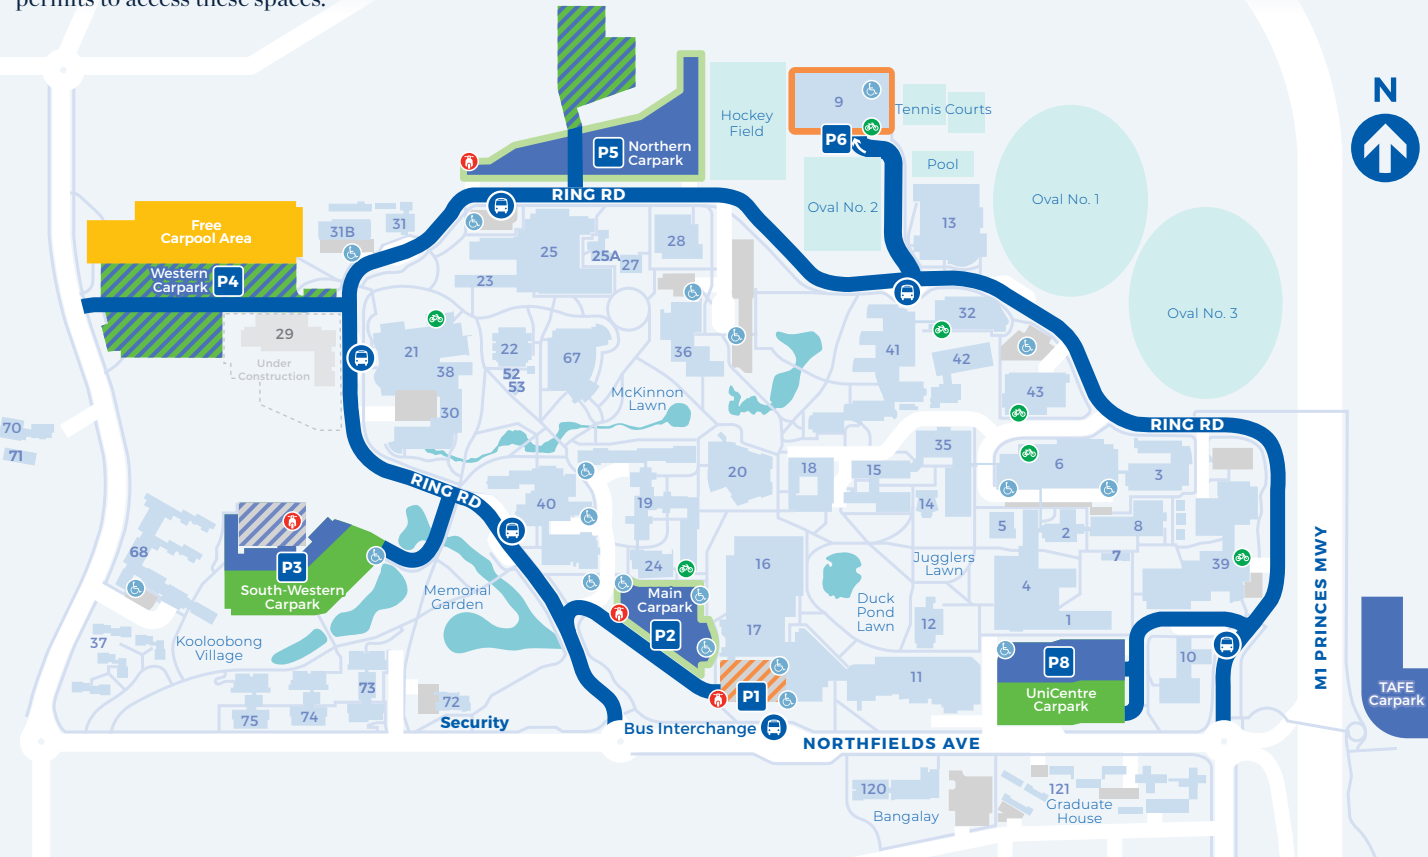 permits to access these spaces.
N
9
Tennis Courts
Hockey
Field
P6
P5
Northern
Carpark
Pool
RING RD
Oval No. 1
Oval No. 2
13
Free
Carpool Area
31B
31
25
25A
27
28
Western
Carpark
P4
23
32
Oval No. 3
29
Under
Construction
21
38
30
22
52
53
67
36
41
42
McKinnon
Lawn
43
RING RD
70
71
35
20
18
15
6
3
RING RD
40
19
14
5
2
8
7
39
68
P3
South-Western
Carpark
24
16
Jugglers
Lawn
4
M1 PRINCES MWY
Memorial
Garden
Main
Carpark
P2
Duck
Pond
Lawn
12
1
17
37
Kooloobong
Village
P8
UniCentre
Carpark
10
11
73
72
P1
TAFE
Carpark
75
74
Security
Bus Interchange
NORTHFIELDS AVE
120
Bangalay
121
Graduate
House